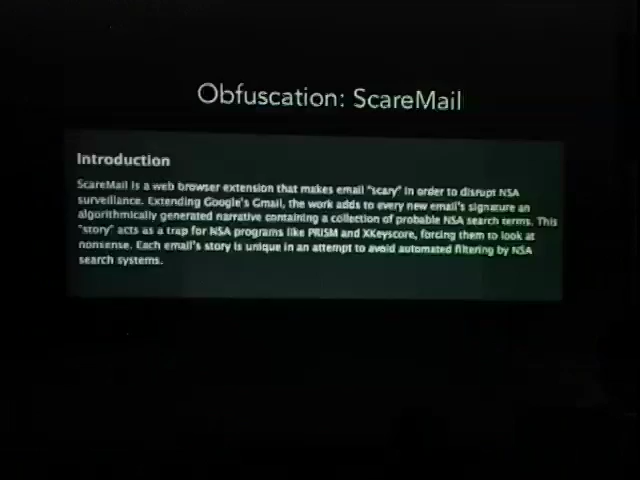 Obfuscation: ScareMail
Introduction
ScareMail is a web browser extension that makes email "scary" in order to disrupt NSA
surveillance. Extending Google's Gmail, the work adds to every new email's signature an
algorithmically generated narrative containing a collection of probable NSA search terms. This
"story" acts as a trap for NSA programs like PRISM and XKeyscore, forcing them to look at
nonsense. Each email's story is unique in an attempt to avoid automated filtering by NSA
search systems.